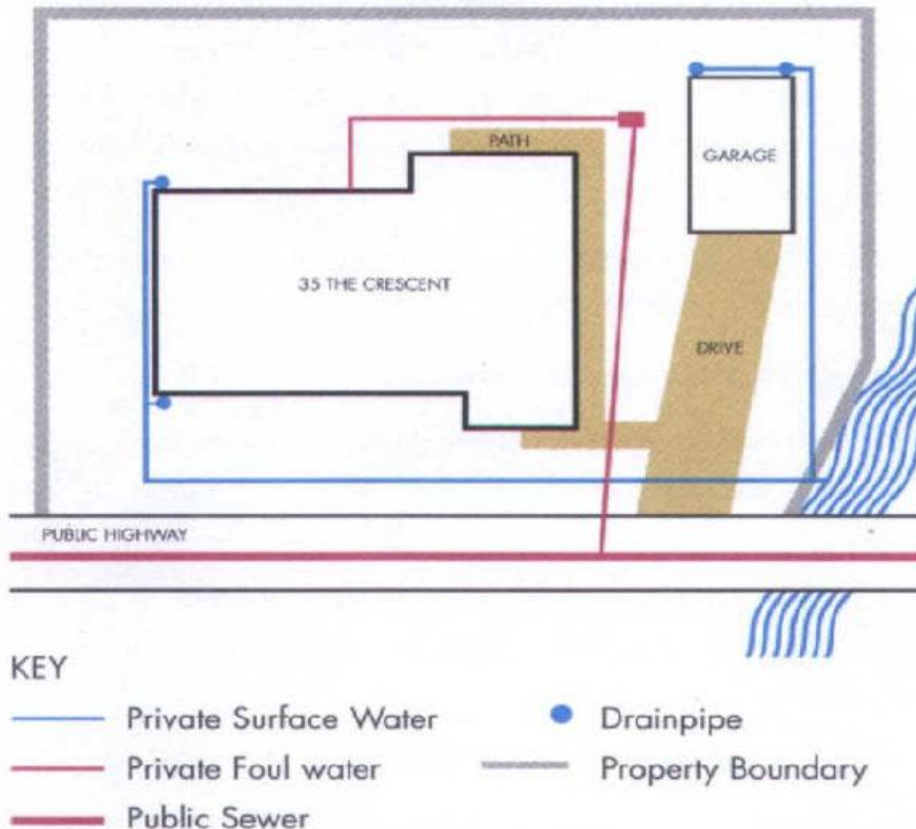 PATH
GARAGE
35 THE CRESCENT
DRIVE
PUBLIC HIGHWAY
KEY
Private Surface Water
Drainpipe
Private Foul water
Property Boundary
Public Sewer